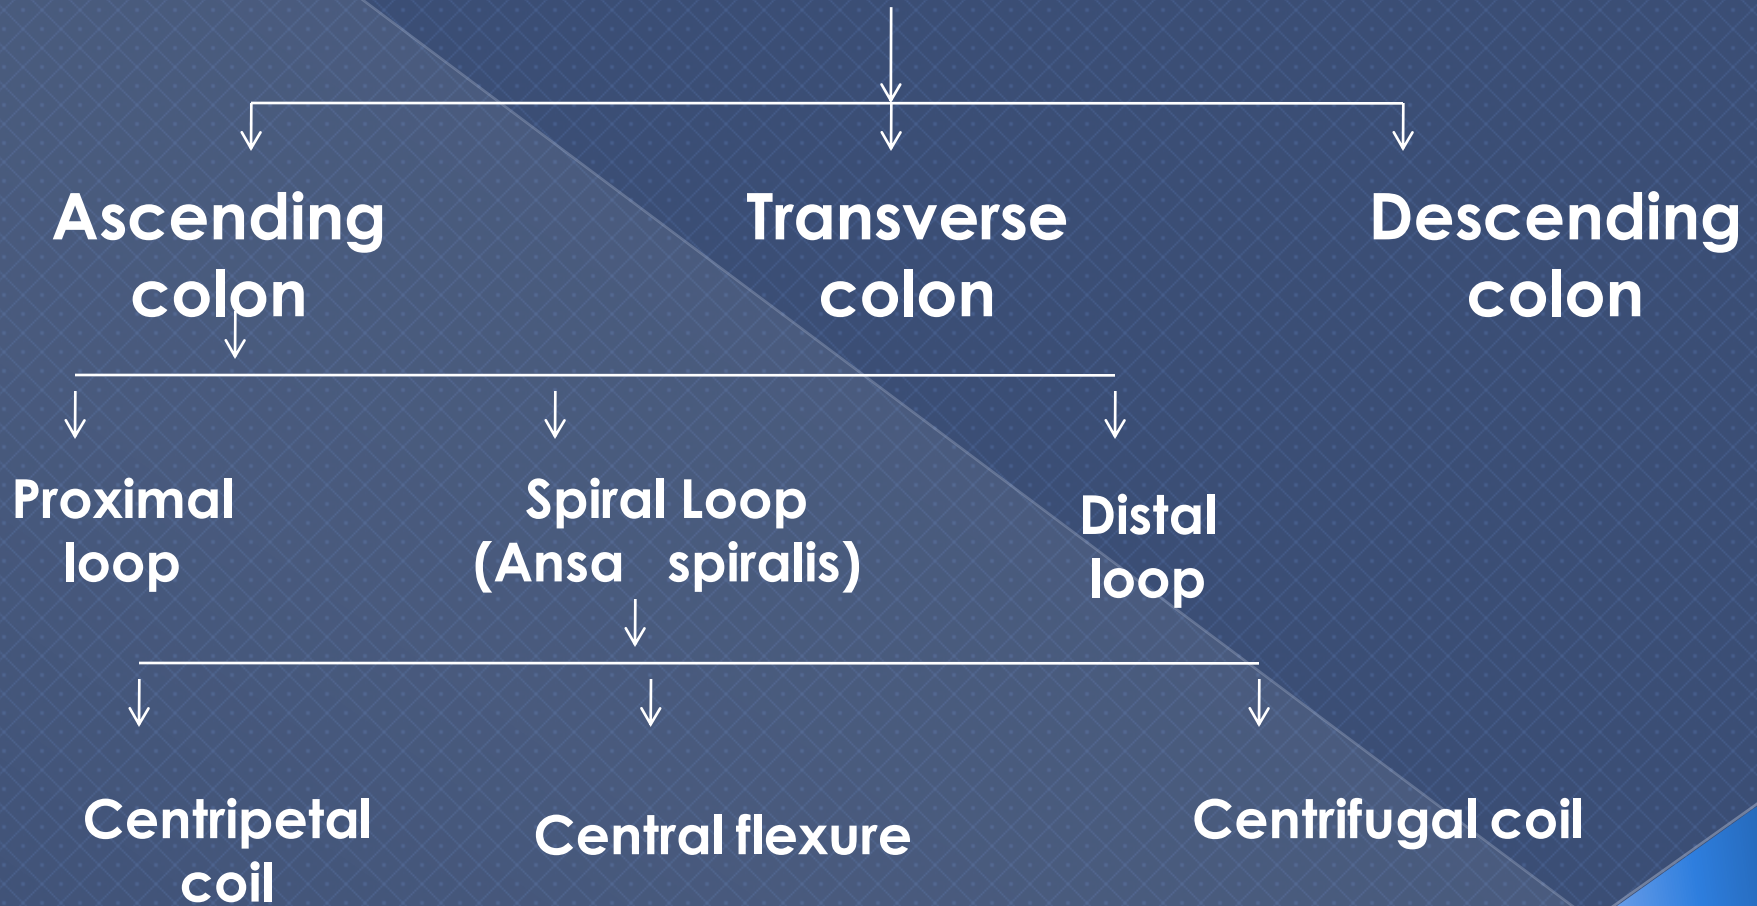 Ascending
colon
Transverse
colon
Descending
colon
Proximal
loop
Spiral Loop
(Ansa spiralis)
Distal
loop
Centripetal
coil
Central flexure
Centrifugal coil